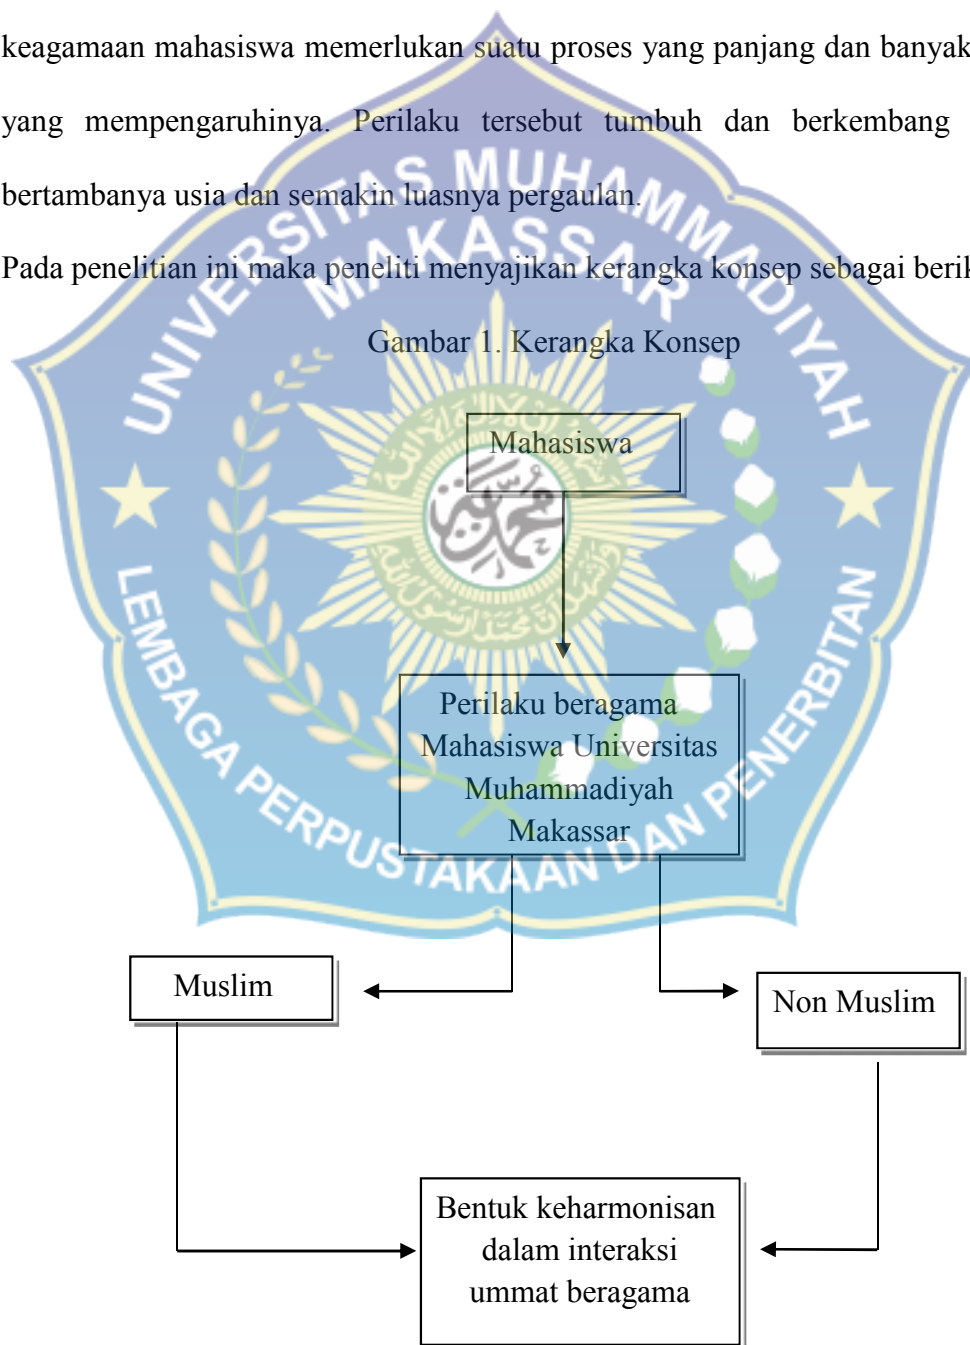 keagamaan mahasiswa memerlukan suatu proses yang panjang dan banyak
yang mempengaruhinya. Perilaku tersebut tumbuh dan berkembang
bertambanya usia dan semakin luasnya pergaulan.
Pada penelitian ini maka peneliti menyajikan kerangka konsep sebagai berik
Gambar 1. Kerangka Konsep
UNIVERSITAS MUHAMMADIYAH
MAKASSAR
Mahasiswa
Perilaku beragama
Mahasiswa Universitas
Muhammadiyah
Makassar
LEMBAGA PERPUSTAKAAN DAN PENERBITAN
Muslim
Non Muslim
Bentuk keharmonisan
dalam interaksi
ummat beragama